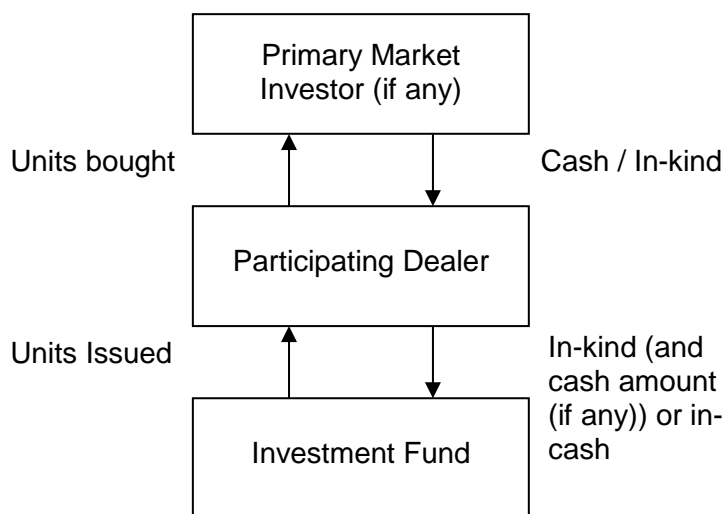 Primary Market
Investor (if any)
Units bought
Cash / In-kind
Participating Dealer
Units Issued
In-kind (and
cash amount
(if any)) or in-
cash
Investment Fund